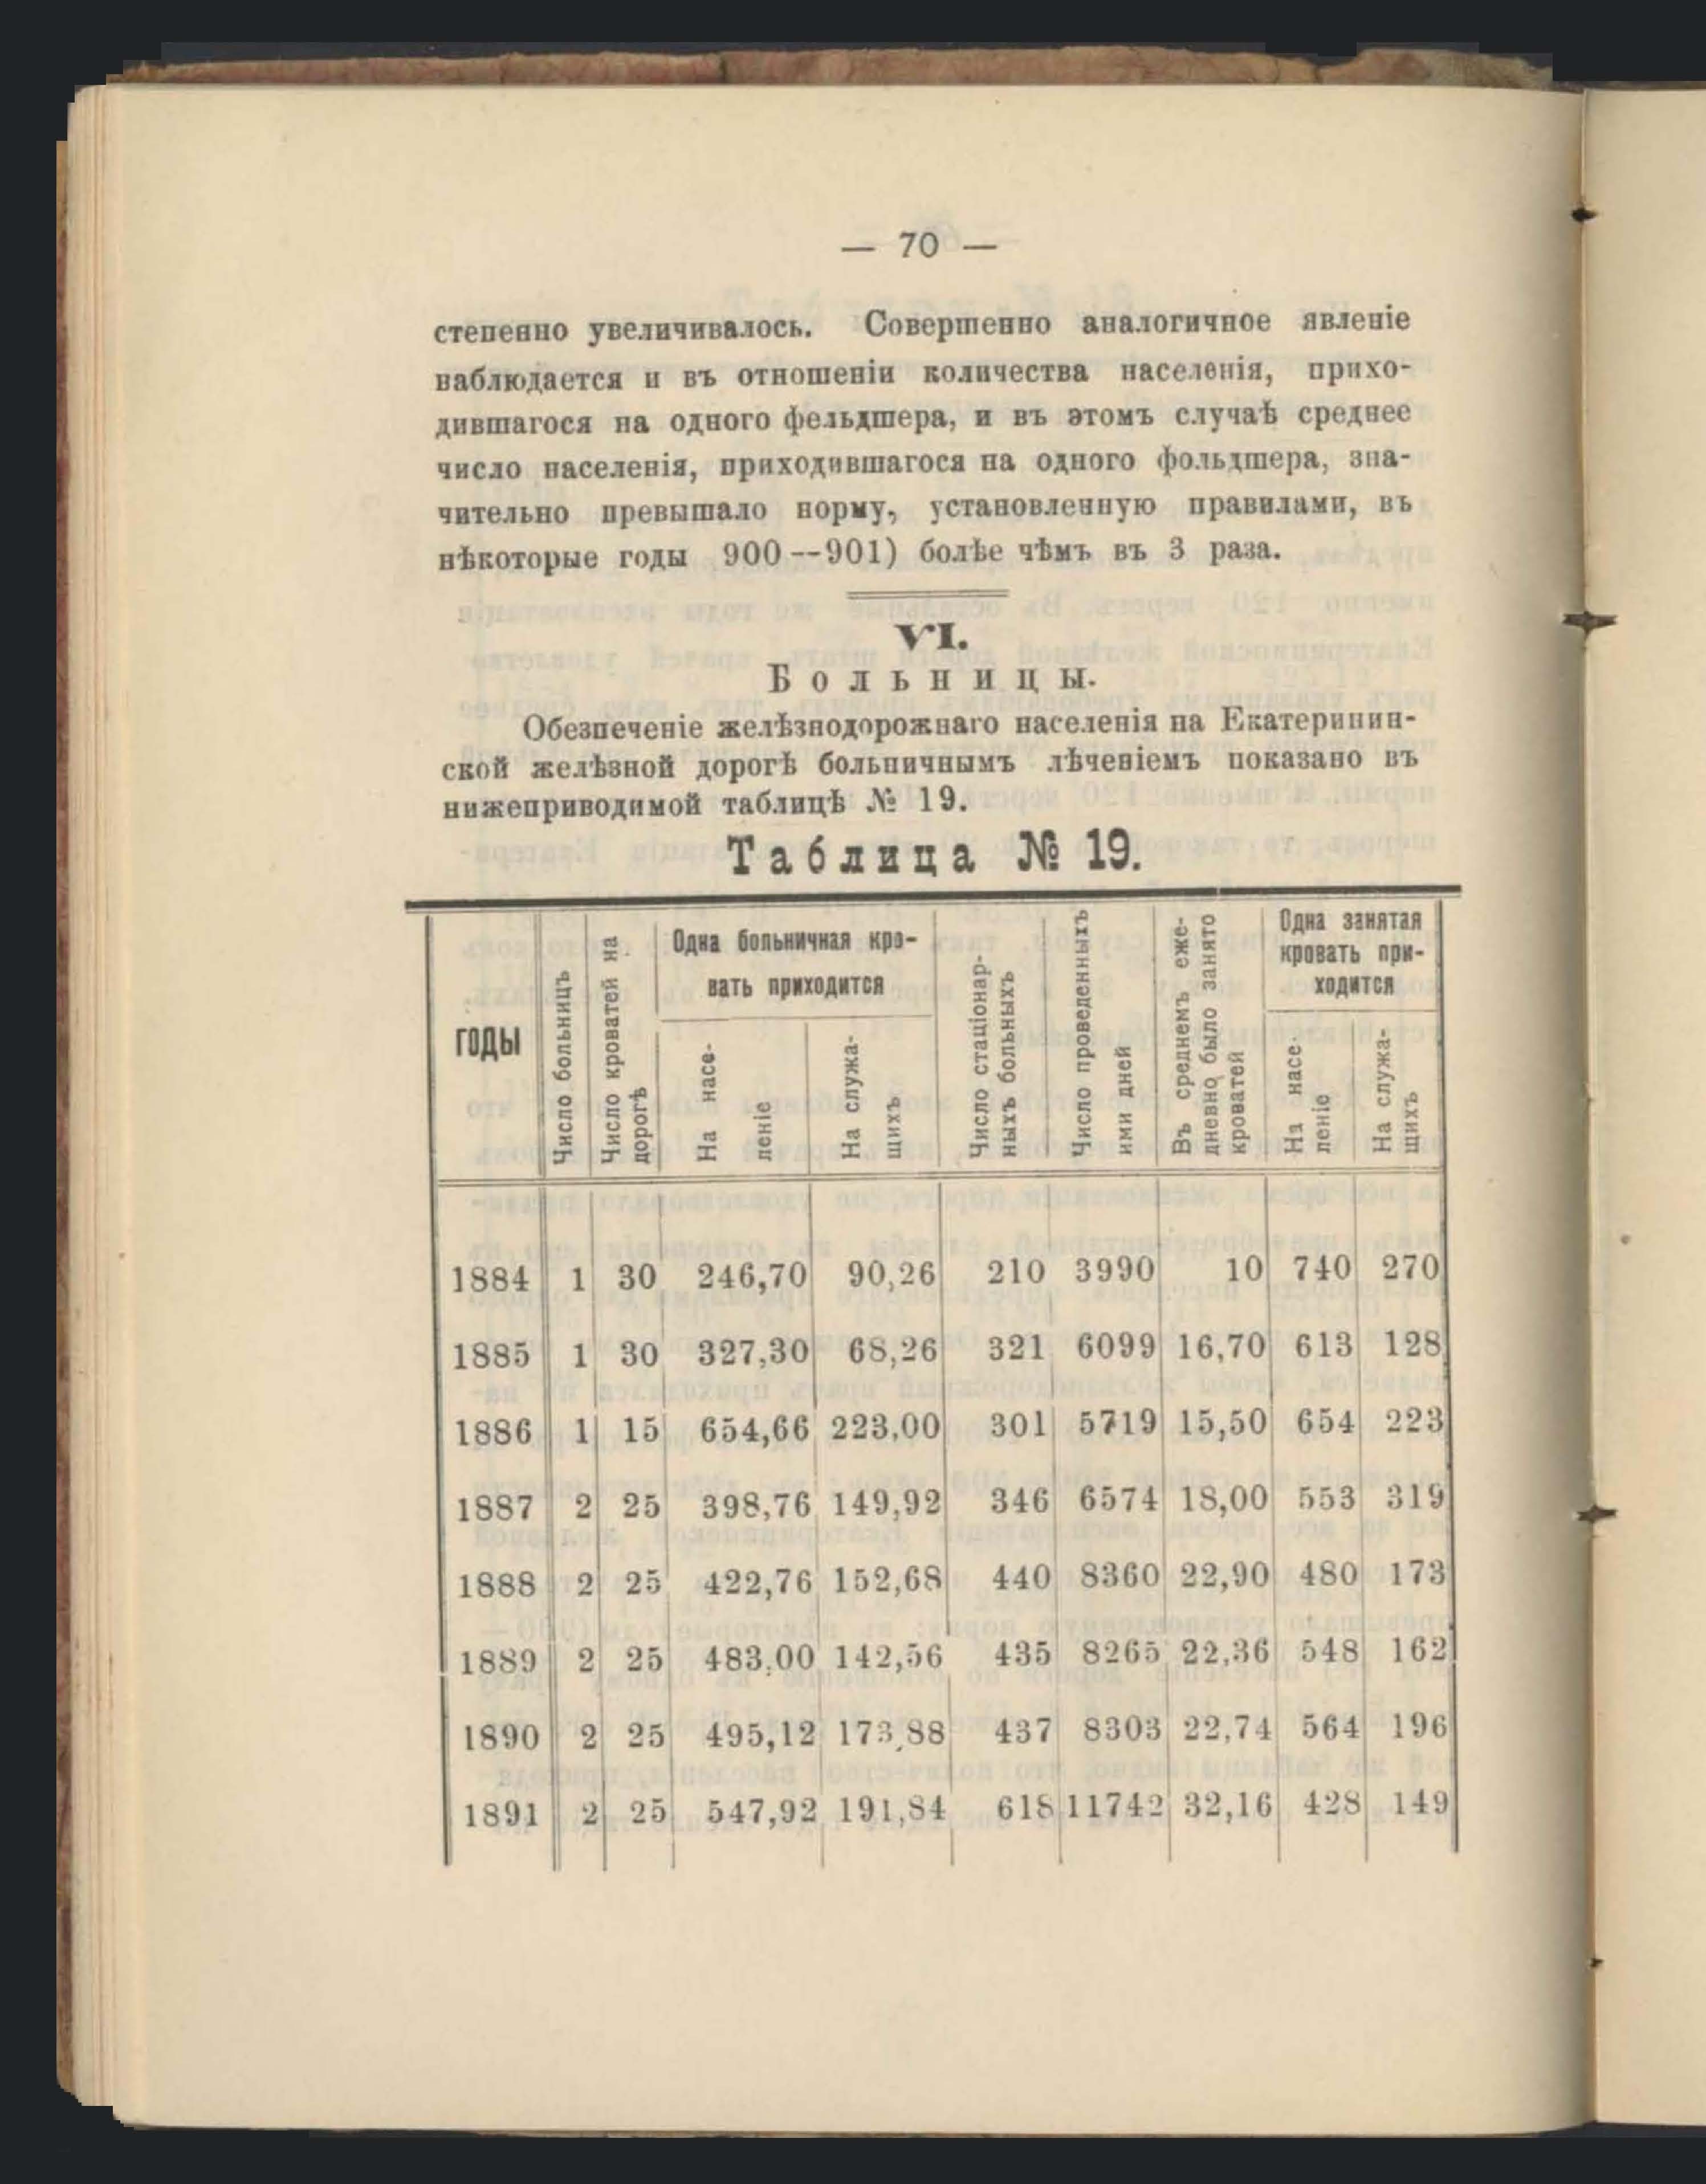 — 70 —
степенно увеличивалось. Совершенно аналогичное явленіе
наблюдается и въ отношеніи количества населенія, прихо-
дившагося на одного фельдшера, и въ этомъ случаѣ среднее
число населенія, приходившагося на одного фольдшера, зна-
чительно превышало норму, установленную правилами, въ
нѣкоторые годы 900—901) болѣе чѣмъ въ 3 раза.
VI.
Больницы.
Обезпеченіе желѣзнодорожнаго населенія на Екатеринин-
ской желѣзной дорогѣ больничнымъ лѣченіемъ показано въ
нижеприводимой таблицѣ № 19.
Таблица № 19.
ГОДЫ
Число больницъ
Число кроватей на
дорогѣ
Одна больничная кро-
вать приходится
На насе-
леніе
На служа-
щихъ
Число стаціонар-
ныхъ больныхъ
Число проведенныхъ
ими дней
Въ среднемъ еже-
дневно было занято
кроватей
Одна занятая
кровать при-
ходится
На насе-
леніе
На служа-
щихъ
1884 1 30 246,70 90,26 210 3990 10 740 270
1885 1 30 327,30 68,26 321 6099 16,70 613 128
1886 1 15 654,66 223,00 301 5719 15,50 654 223
1887 2 25 398,76 149,92 346 6574 18,00 553 319
1888 2 25 422,76 152,68 440 8360 22,90 480 173
1889 2 25 483,00 142,56 435 8265 22,36 548 162
1890 2 25 495,12 173,88 437 8303 22,74 564 196
1891 2 25 547,92 191,84 618 11742 32,16 428 149